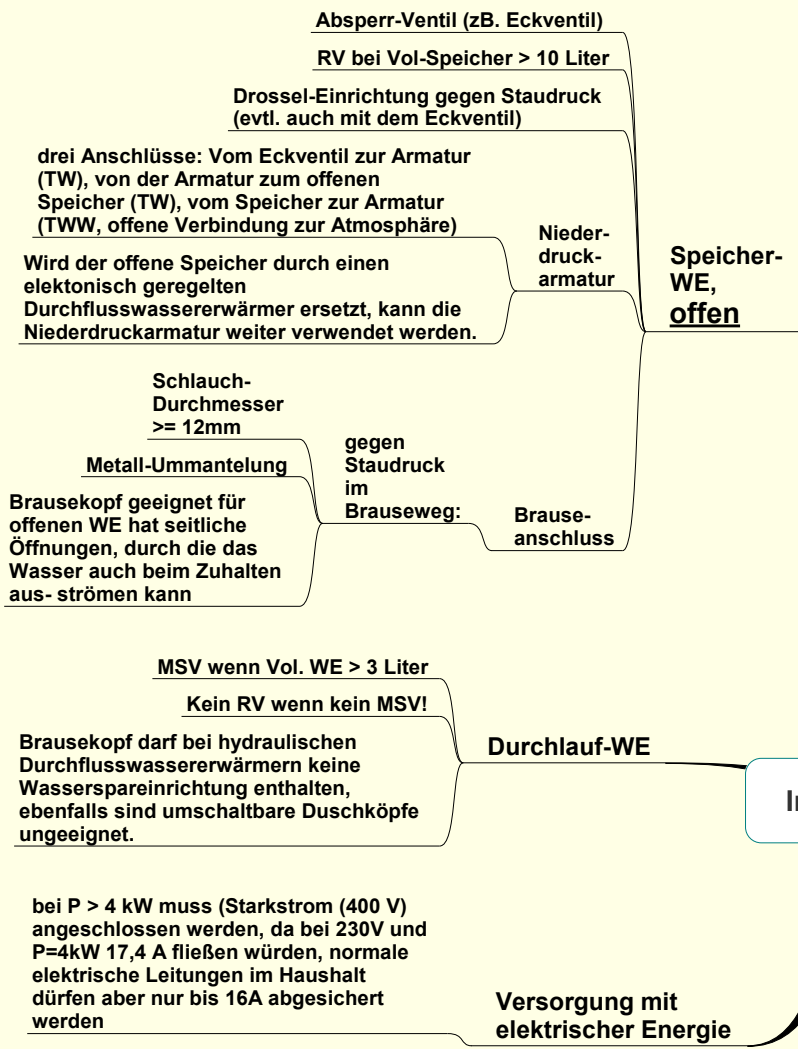 Absperr-Ventil (zB. Eckventil)
RV bei Vol-Speicher > 10 Liter
Drossel-Einrichtung gegen Staudruck
(evtl. auch mit dem Eckventil)
drei Anschlüsse: Vom Eckventil zur Armatur
(TW), von der Armatur zum offenen
Speicher (TW), vom Speicher zur Armatur
(TWW, offene Verbindung zur Atmosphäre)
Wird der offene Speicher durch einen
elektonisch geregelten
Durchflusswassererwärmer ersetzt, kann die
Niederdruckarmatur weiter verwendet werden.
Nieder-
druck-
armatur
Speicher-
WE,
offen
Schlauch-
Durchmesser
>= 12mm
Metall-Ummantelung
Brausekopf geeignet für
offenen WE hat seitliche
Öffnungen, durch die das
Wasser auch beim Zuhalten
aus- strömen kann
gegen
Staudruck
im
Brauseweg:
Brause-
anschluss
MSV wenn Vol. WE > 3 Liter
Kein RV wenn kein MSV!
Brausekopf darf bei hydraulischen
Durchflusswassererwärmern keine
Wasserspareinrichtung enthalten,
ebenfalls sind umschaltbare Duschköpfe
ungeeignet.
Durchlauf-WE
bei P > 4 kW muss (Starkstrom (400 V)
angeschlossen werden, da bei 230V und
P=4kW 17,4 A fließen würden, normale
elektrische Leitungen im Haushalt
dürfen aber nur bis 16A abgesichert
werden
Versorgung mit
elektrischer Energie